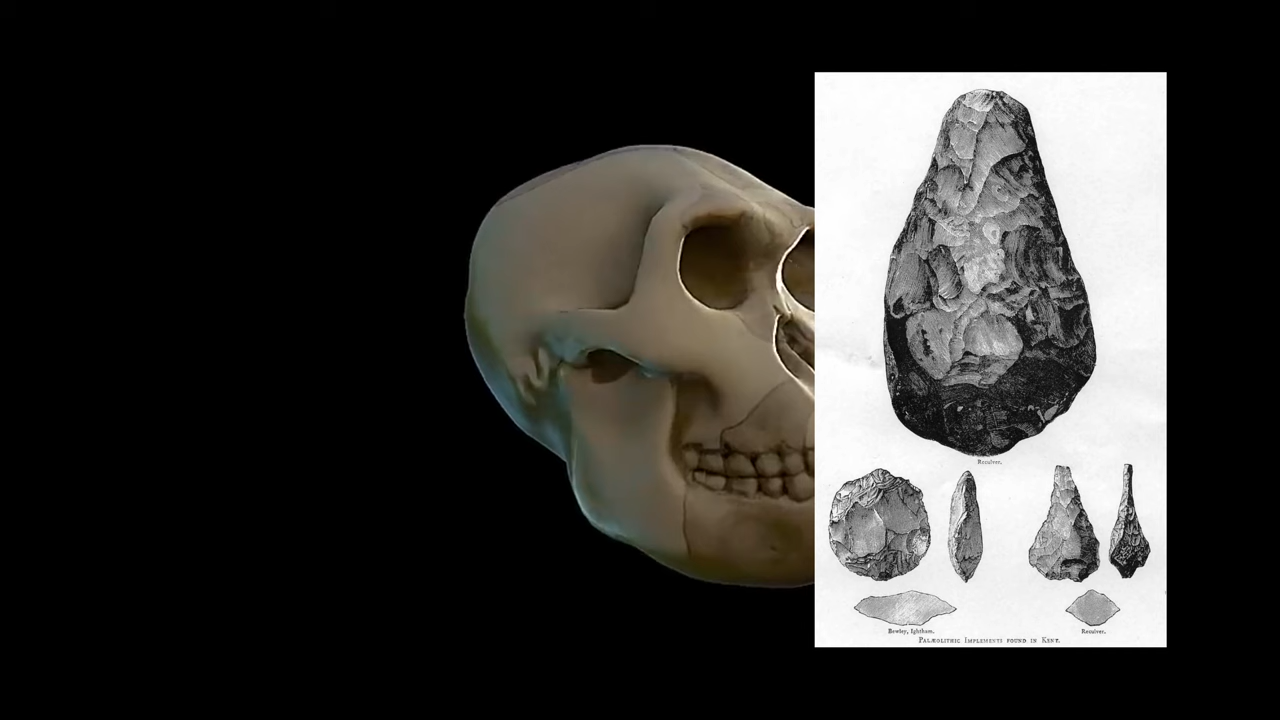 Reculver.
Bewley, Ightham.
Reculver.
PALÆOLITHIC IMPLEMENTS FOUND IN KENT.